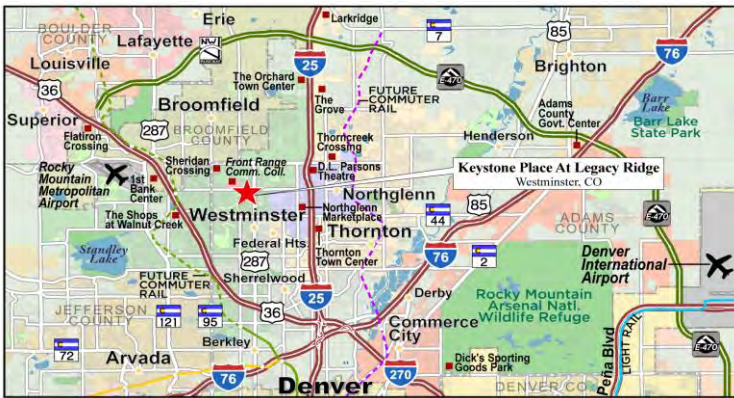 BOULDER
COUNTY
Erie
Larkridge
7
85
76
Lafayette
NW
PARKWAY
25
Louisville
The Orchard
Town Center
E-470
Brighton
36
Broomfield
The
Grove
FUTURE
COMMUTER
RAIL
Adams
County
Govt. Center
Barr
Lake
Barr Lake
State Park
Superior
287
BROOMFIELD
COUNTY
Henderson
Flatiron
Crossing
Thorncreek
Crossing
Rocky
Mountain
Metropolitan
Airport
Sheridan
Crossing
Front Range
Comm. Coll.
D.L. Parsons
Theatre
Keystone Place At Legacy Ridge
Westminster, CO
1st
Bank
Center
Northglenn
85
E-470
The Shops
at Walnut Creek
Westminster
Northglenn
Marketplace
44
ADAMS
COUNTY
Thornton
Federal Hts.
Standley
Lake
287
Thornton
Town Center
76
2
Denver
International
Airport
FUTURE
COMMUTER
RAIL
Sherrelwood
25
Derby
Rocky Mountain
Arsenal Natl.
Wildlife Refuge
JEFFERSON
COUNTY
121
95
36
Commerce
City
E-470
72
Arvada
Berkley
76
270
Dick's Sporting
Goods Park
Peña Blvd
LIGHT RAIL
Denver
DENVER CO